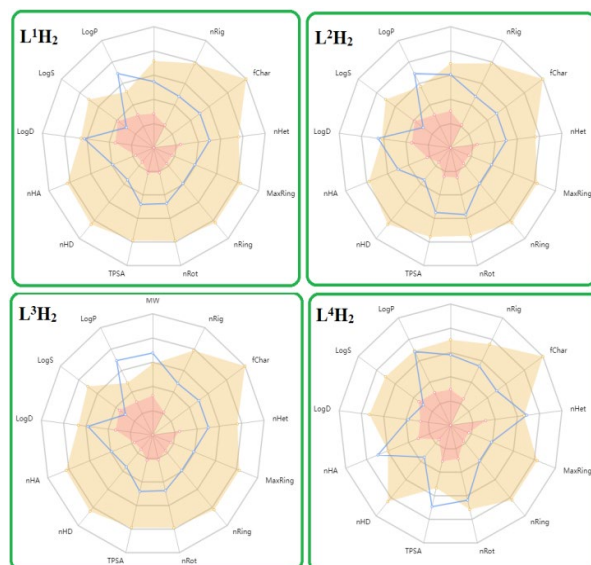 L¹H₂
LogP
nRig
LogS
fChar
LogD
nHet
nHA
MaxRing
nHD
nRing
TPSA
nRot
L²H₂
LogP
nRig
LogS
fChar
LogD
nHet
nHA
MaxRing
nHD
nRing
TPSA
nRot
L³H₂
MW
LogP
nRig
LogS
fChar
LogD
nHet
nHA
MaxRing
nHD
nRing
TPSA
nRot
L⁴H₂
LogP
nRig
LogS
fChar
LogD
nHet
nHA
MaxRing
nHD
nRing
TPSA
nRot